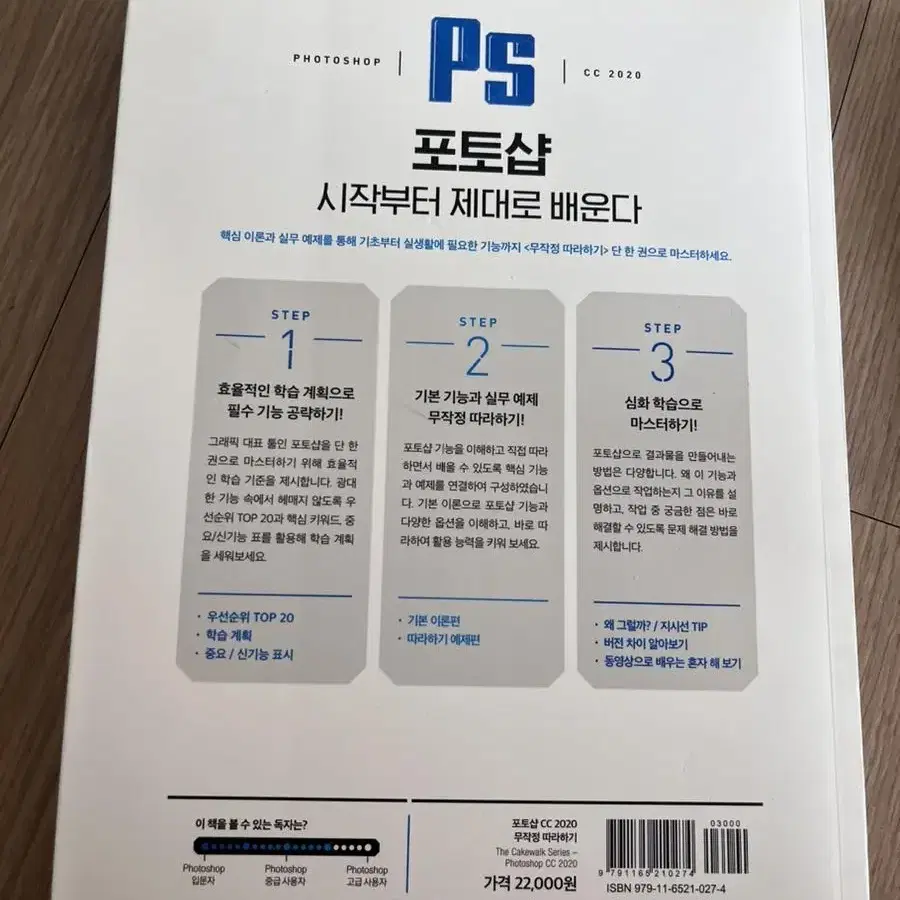 PHOTOSHOP
Ps
CC 2020
포토샵
시작부터 제대로 배운다
핵심 이론과 실무 예제를 통해 기초부터 실생활에 필요한 기능까지 <무작정 따라하기> 단 한 권으로 마스터하세요.
STEP
1
효율적인 학습 계획으로
필수 기능 공략하기!
그래픽 대표 툴인 포토샵을 단 한
권으로 마스터하기 위해 효율적
인 학습 기준을 제시합니다. 광대
한 기능 속에서 헤매지 않도록 우
선순위 TOP 20과 핵심 키워드, 중
요/신기능 표를 활용해 학습 계획
을 세워보세요.
· 우선순위 TOP 20
· 학습 계획
· 중요 / 신기능 표시
STEP
2
기본 기능과 실무 예제
무작정 따라하기!
포토샵 기능을 이해하고 직접 따라
하면서 배울 수 있도록 핵심 기능
과 예제를 연결하여 구성하였습니
다. 기본 이론으로 포토샵 기능과
다양한 옵션을 이해하고, 바로 따
라하여 활용 능력을 키워 보세요.
· 기본 이론편
· 따라하기 예제편
STEP
3
심화 학습으로
마스터하기!
포토샵으로 결과물을 만들어내는
방법은 다양합니다. 왜 이 기능과
옵션으로 작업하는지 그 이유를 설
명하고, 작업 중 궁금한 점은 바로
해결할 수 있도록 문제 해결 방법을
제시합니다.
· 왜 그럴까? / 지시선 TIP
· 버전 차이 알아보기
· 동영상으로 배우는 혼자 해 보기
이 책을 볼 수 있는 독자는?
Photoshop
입문자
Photoshop
중급 사용자
Photoshop
고급 사용자
포토샵 CC 2020
무작정 따라하기
The Cakewalk Series –
Photoshop CC 2020
가격 22,000원
03000
9 791165 210274
ISBN 979-11-6521-027-4